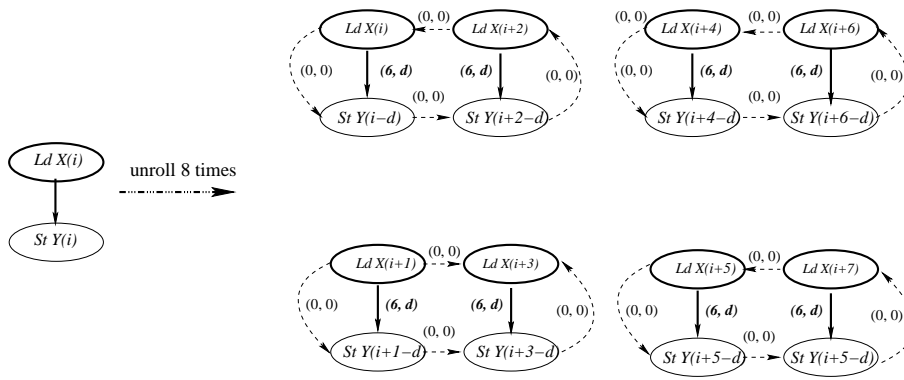 (0, 0)
(0, 0)
(0, 0)
Ld X(i)
Ld X(i+2)
Ld X(i+4)
Ld X(i+6)
(0, 0)
(6, d)
(6, d)
(0, 0)
(0, 0)
(6, d)
(6, d)
(0, 0)
(0, 0)
(0, 0)
St Y(i−d)
St Y(i+2−d)
St Y(i+4−d)
St Y(i+6−d)
Ld X(i)
unroll 8 times
St Y(i)
(0, 0)
(0, 0)
Ld X(i+1)
Ld X(i+3)
Ld X(i+5)
Ld X(i+7)
(0, 0)
(6, d)
(6, d)
(0, 0)
(0, 0)
(6, d)
(6, d)
(0, 0)
(0, 0)
(0, 0)
St Y(i+1−d)
St Y(i+3−d)
St Y(i+5−d)
St Y(i+5−d)